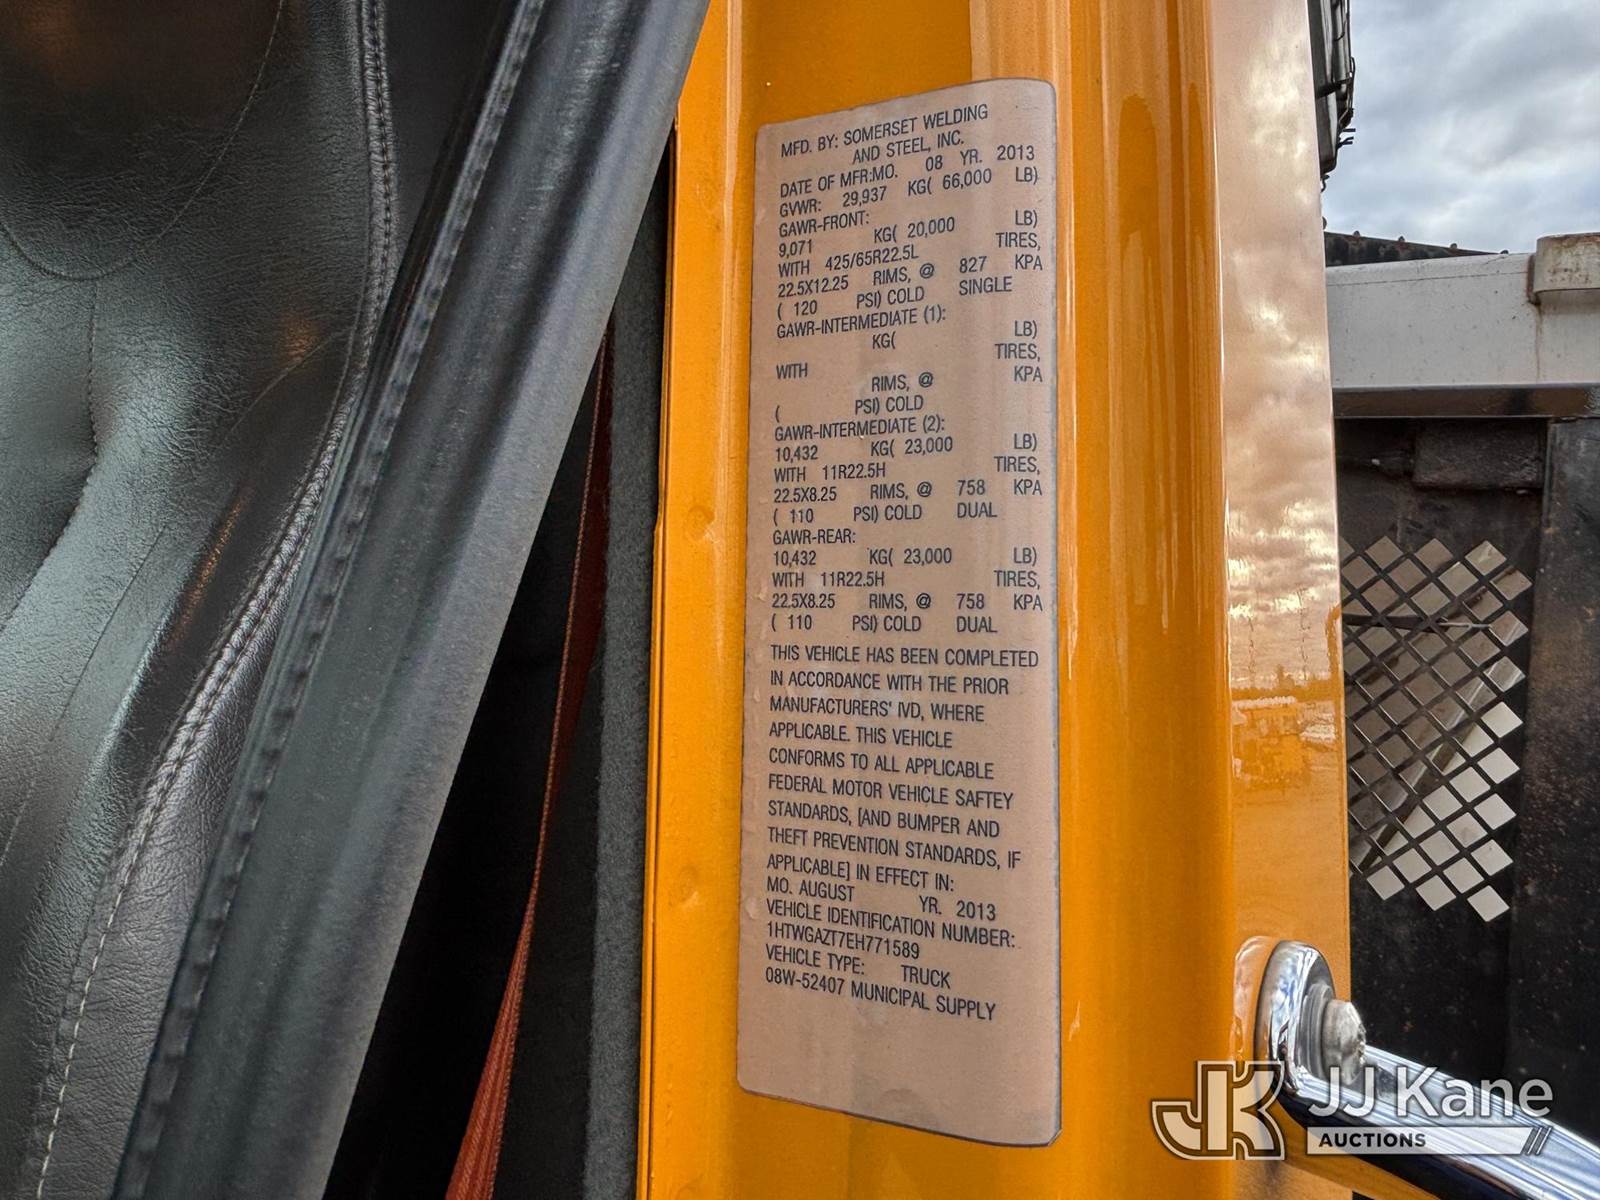 MFD. BY: SOMERSET WELDING
AND STEEL, INC.
DATE OF MFR:MO. 08 YR. 2013
GVWR: 29,937 KG( 66,000 LB)
GAWR-FRONT:
9,071 KG( 20,000 LB)
WITH 425/65R22.5L TIRES,
22.5X12.25 RIMS, @ 827 KPA
( 120 PSI) COLD SINGLE
GAWR-INTERMEDIATE (1):
KG( LB)
WITH TIRES,
RIMS, @ KPA
( PSI) COLD
GAWR-INTERMEDIATE (2):
10,432 KG( 23,000 LB)
WITH 11R22.5H TIRES,
22.5X8.25 RIMS, @ 758 KPA
( 110 PSI) COLD DUAL
GAWR-REAR:
10,432 KG( 23,000 LB)
WITH 11R22.5H TIRES,
22.5X8.25 RIMS, @ 758 KPA
( 110 PSI) COLD DUAL
THIS VEHICLE HAS BEEN COMPLETED
IN ACCORDANCE WITH THE PRIOR
MANUFACTURERS' IVD, WHERE
APPLICABLE. THIS VEHICLE
CONFORMS TO ALL APPLICABLE
FEDERAL MOTOR VEHICLE SAFTEY
STANDARDS, [AND BUMPER AND
THEFT PREVENTION STANDARDS, IF
APPLICABLE] IN EFFECT IN:
MO. AUGUST YR. 2013
VEHICLE IDENTIFICATION NUMBER:
1HTWGAZT7EH771589
VEHICLE TYPE: TRUCK
08W-52407 MUNICIPAL SUPPLY
JK JJ Kane
AUCTIONS